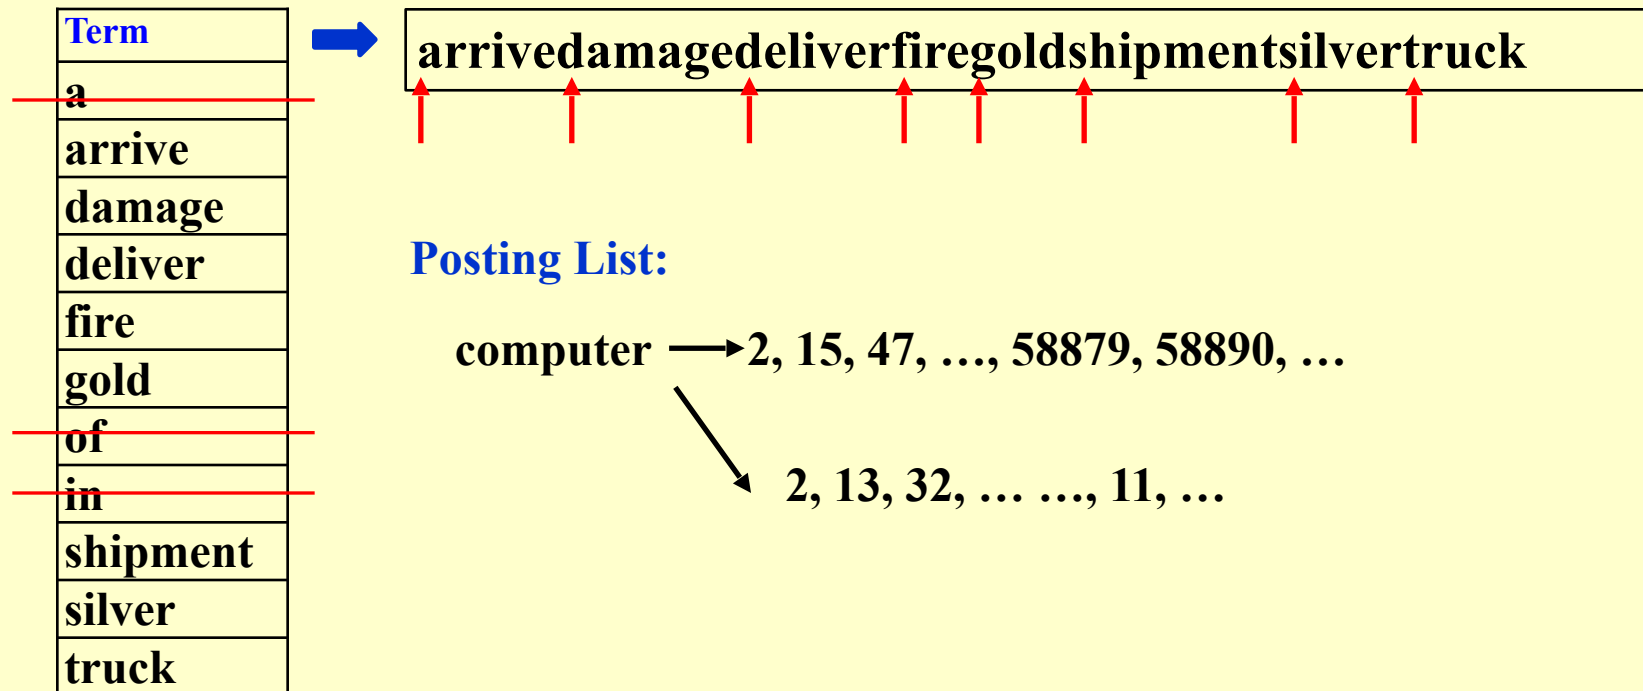 Term
a
arrive
damage
deliver
fire
gold
of
in
shipment
silver
truck
arrivedamagedeliverfiregoldshipmentsilvertruck
Posting List:
computer 2, 15, 47, …, 58879, 58890, …
2, 13, 32, … …, 11, …